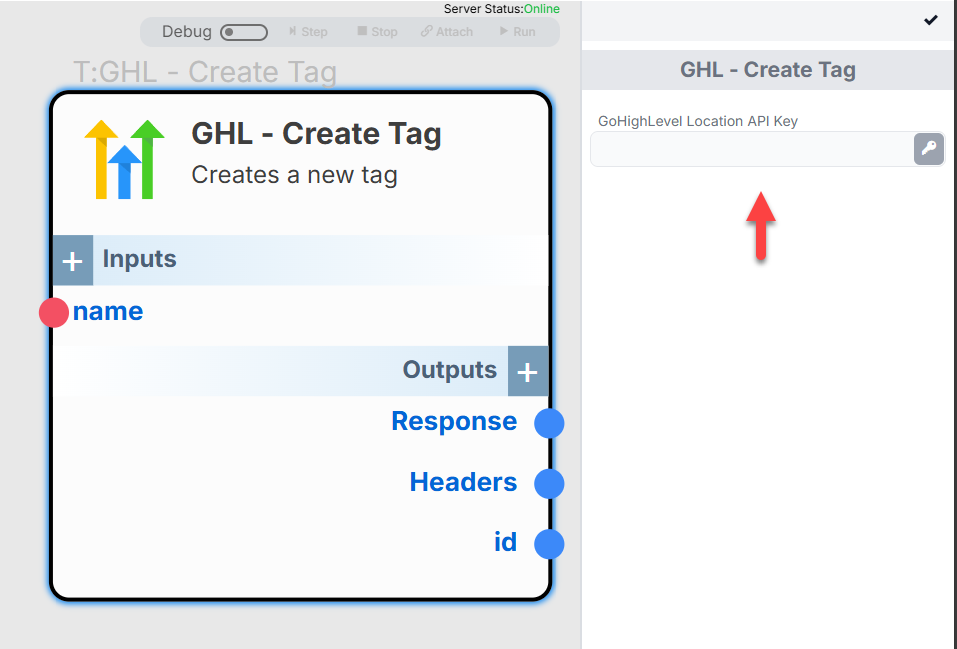 Server Status:Online
Debug Step Stop Attach Run
T:GHL - Create Tag
GHL - Create Tag
Creates a new tag
+ Inputs
name
Outputs +
Response
Headers
id
GHL - Create Tag
GoHighLevel Location API Key